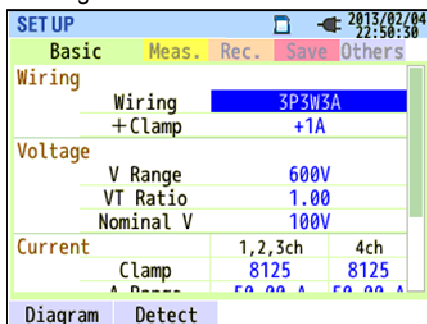 SET UP 2013/02/04
22:50:30
Basic Meas. Rec. Save Others
Wiring
Wiring 3P3W3A
+Clamp +1A
Voltage
V Range 600V
VT Ratio 1.00
Nominal V 100V
Current 1,2,3ch 4ch
Clamp 8125 8125
Diagram Detect